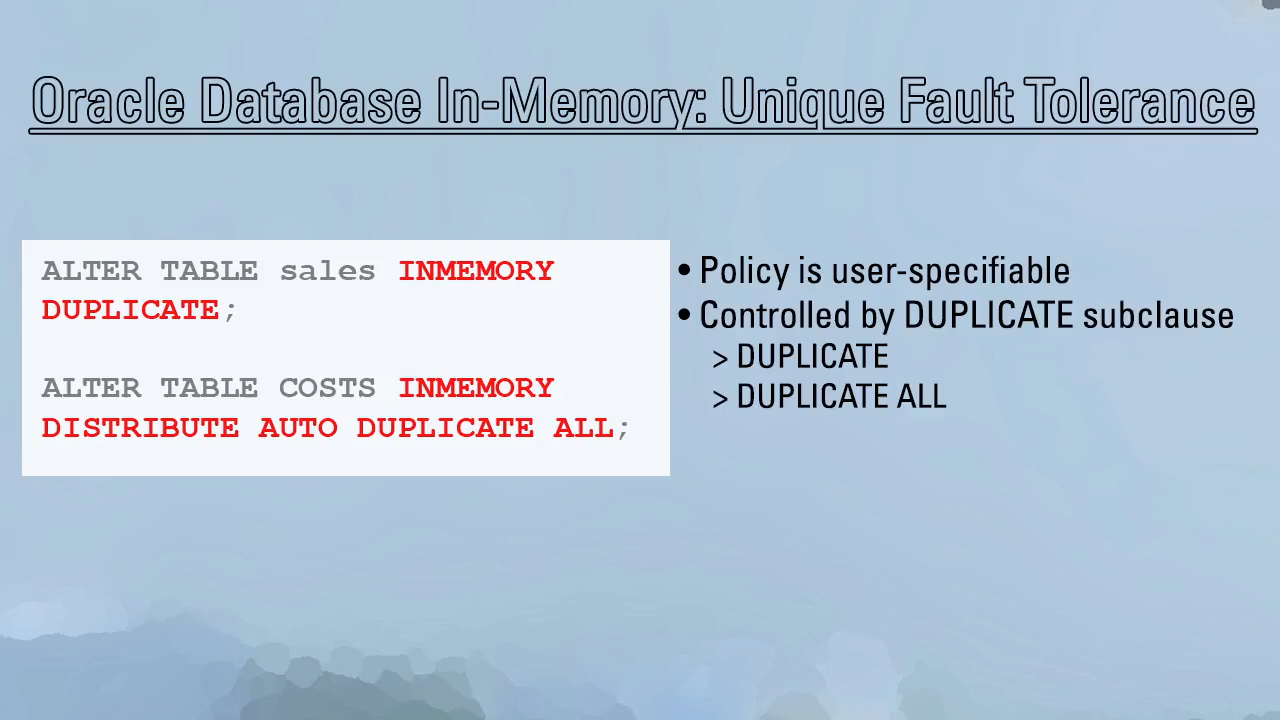 Oracle Database In-Memory: Unique Fault Tolerance
ALTER TABLE sales INMEMORY
DUPLICATE;
ALTER TABLE COSTS INMEMORY
DISTRIBUTE AUTO DUPLICATE ALL;
• Policy is user-specifiable
• Controlled by DUPLICATE subclause
> DUPLICATE
> DUPLICATE ALL